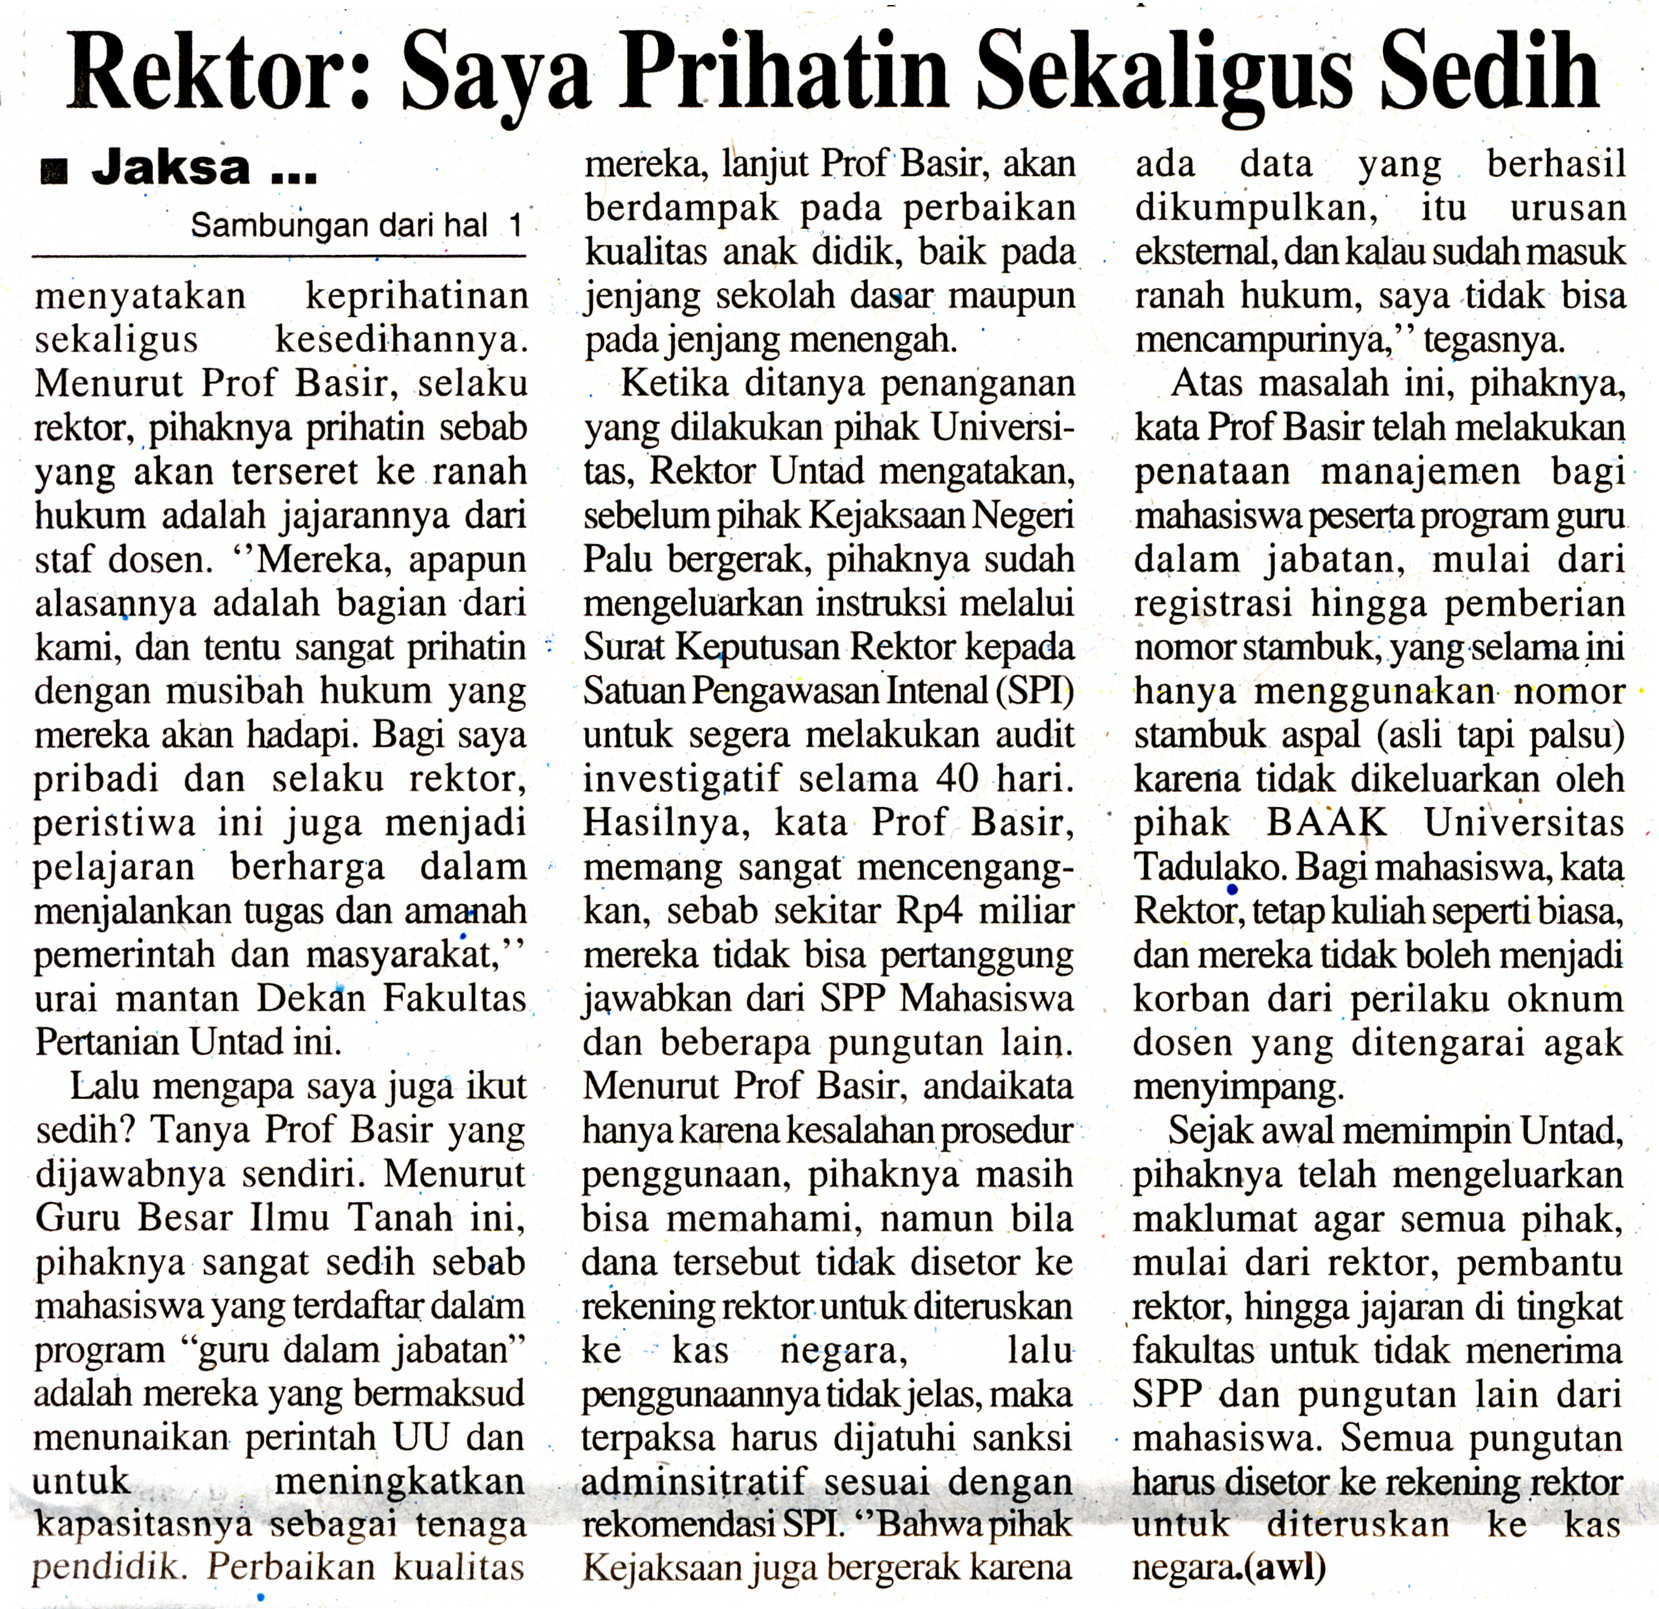 Rektor: Saya Prihatin Sekaligus Sedih
■ Jaksa ...
Sambungan dari hal 1
menyatakan keprihatinan
sekaligus kesedihannya.
Menurut Prof Basir, selaku
rektor, pihaknya prihatin sebab
yang akan terseret ke ranah
hukum adalah jajarannya dari
staf dosen. ‘’Mereka, apapun
alasannya adalah bagian dari
kami, dan tentu sangat prihatin
dengan musibah hukum yang
mereka akan hadapi. Bagi saya
pribadi dan selaku rektor,
peristiwa ini juga menjadi
pelajaran berharga dalam
menjalankan tugas dan amanah
pemerintah dan masyarakat,’’
urai mantan Dekan Fakultas
Pertanian Untad ini.
Lalu mengapa saya juga ikut
sedih? Tanya Prof Basir yang
dijawabnya sendiri. Menurut
Guru Besar Ilmu Tanah ini,
pihaknya sangat sedih sebab
mahasiswa yang terdaftar dalam
program “guru dalam jabatan”
adalah mereka yang bermaksud
menunaikan perintah UU dan
untuk meningkatkan
kapasitasnya sebagai tenaga
pendidik. Perbaikan kualitas
mereka, lanjut Prof Basir, akan
berdampak pada perbaikan
kualitas anak didik, baik pada
jenjang sekolah dasar maupun
pada jenjang menengah.
Ketika ditanya penanganan
yang dilakukan pihak Universi-
tas, Rektor Untad mengatakan,
sebelum pihak Kejaksaan Negeri
Palu bergerak, pihaknya sudah
mengeluarkan instruksi melalui
Surat Keputusan Rektor kepada
Satuan Pengawasan Intenal (SPI)
untuk segera melakukan audit
investigatif selama 40 hari.
Hasilnya, kata Prof Basir,
memang sangat mencengang-
kan, sebab sekitar Rp4 miliar
mereka tidak bisa pertanggung
jawabkan dari SPP Mahasiswa
dan beberapa pungutan lain.
Menurut Prof Basir, andaikata
hanya karena kesalahan prosedur
penggunaan, pihaknya masih
bisa memahami, namun bila
dana tersebut tidak disetor ke
rekening rektor untuk diteruskan
ke kas negara, lalu
penggunaannya tidak jelas, maka
terpaksa harus dijatuhi sanksi
adminsitratif sesuai dengan
rekomendasi SPI. ‘’Bahwa pihak
Kejaksaan juga bergerak karena
ada data yang berhasil
dikumpulkan, itu urusan
eksternal, dan kalau sudah masuk
ranah hukum, saya tidak bisa
mencampurinya,’’ tegasnya.
Atas masalah ini, pihaknya,
kata Prof Basir telah melakukan
penataan manajemen bagi
mahasiswa peserta program guru
dalam jabatan, mulai dari
registrasi hingga pemberian
nomor stambuk, yang selama ini
hanya menggunakan nomor
stambuk aspal (asli tapi palsu)
karena tidak dikeluarkan oleh
pihak BAAK Universitas
Tadulako. Bagi mahasiswa, kata
Rektor, tetap kuliah seperti biasa,
dan mereka tidak boleh menjadi
korban dari perilaku oknum
dosen yang ditengarai agak
menyimpang.
Sejak awal memimpin Untad,
pihaknya telah mengeluarkan
maklumat agar semua pihak,
mulai dari rektor, pembantu
rektor, hingga jajaran di tingkat
fakultas untuk tidak menerima
SPP dan pungutan lain dari
mahasiswa. Semua pungutan
harus disetor ke rekening rektor
untuk diteruskan ke kas
negara.(awl)